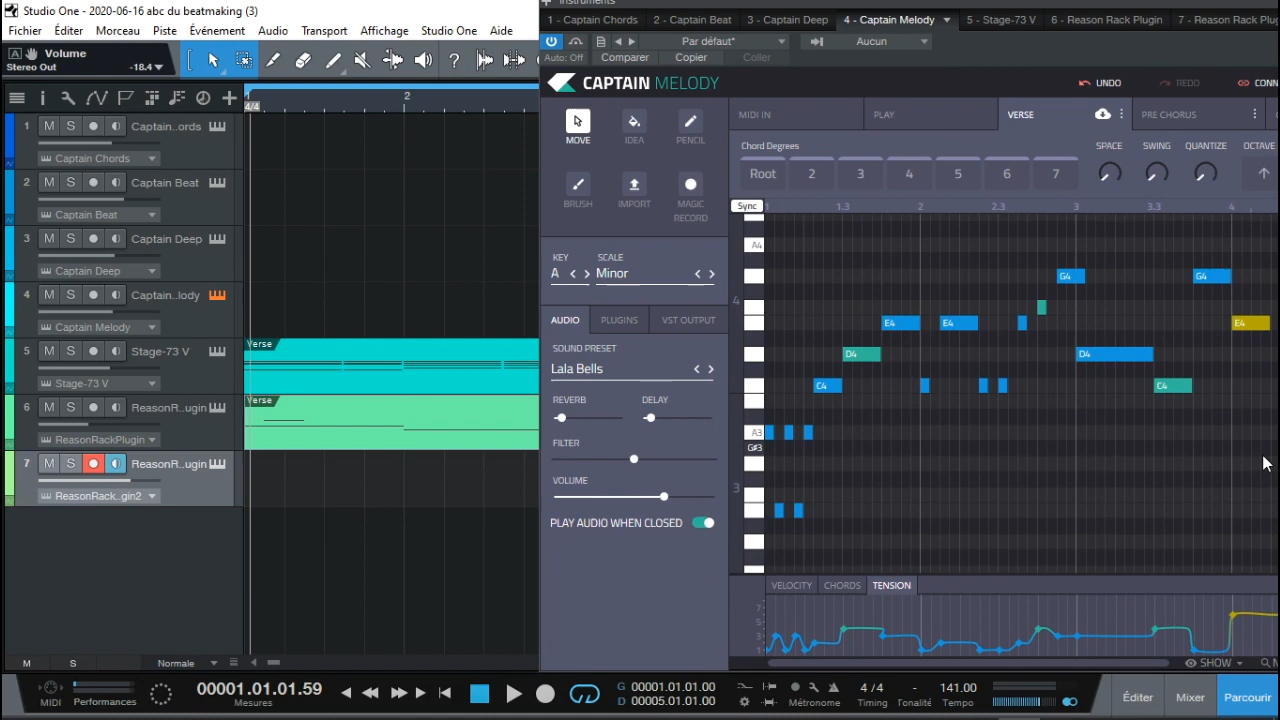 Studio One - 2020-06-16 abc du beatmaking (3)
Fichier Éditer Morceau Piste Événement Audio Transport Affichage Studio One Aide
A Volume
Stereo Out -18.4
4/4 2
1 M S Captain...ords
Captain Chords
2 M S Captain Beat
Captain Beat
3 M S Captain Deep
Captain Deep
4 M S Captain...lody
Captain Melody
5 M S Stage-73 V
Stage-73 V
6 M S ReasonR...ugin
ReasonRackPlugin
7 M S ReasonR...ugin
ReasonRack..gin2
Verse
Verse
M S Normale
Instruments
1 - Captain Chords 2 - Captain Beat 3 - Captain Deep 4 - Captain Melody 5 - Stage-73 V 6 - Reason Rack Plugin 7 - Reason Rack Plug
Par défaut* Aucun
Auto: Off Comparer Copier Coller
CAPTAIN MELODY UNDO REDO CONN
MOVE IDEA PENCIL
BRUSH IMPORT MAGIC RECORD
MIDI IN PLAY VERSE PRE CHORUS
Chord Degrees SPACE SWING QUANTIZE OCTAVE
Root 2 3 4 5 6 7
Sync 1 1.3 2 2.3 3 3.3 4
KEY SCALE
A Minor
AUDIO PLUGINS VST OUTPUT
SOUND PRESET
Lala Bells
REVERB DELAY
FILTER
VOLUME
PLAY AUDIO WHEN CLOSED
A4
G4 G4
4
E4 E4 E4
D4 D4
C4 C4
A3
G#3
3
VELOCITY CHORDS TENSION
7
5
3
1
SHOW
MIDI Performances 00001.01.01.59 Mesures
G 00001.01.01.00
D 00005.01.01.00
Métronome 4 / 4 Timing - Tonalité 141.00 Tempo
Éditer Mixer Parcourir